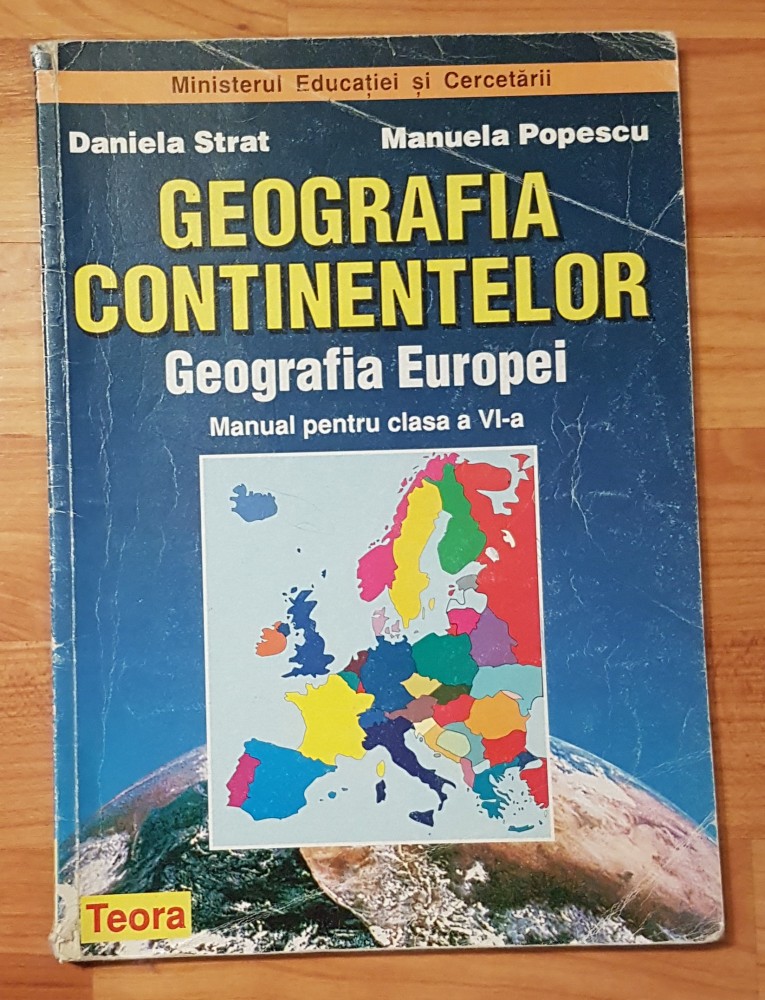 Ministerul Educației și Cercetării
Daniela Strat Manuela Popescu
GEOGRAFIA
CONTINENTELOR
Geografia Europei
Manual pentru clasa a VI-a
Teora